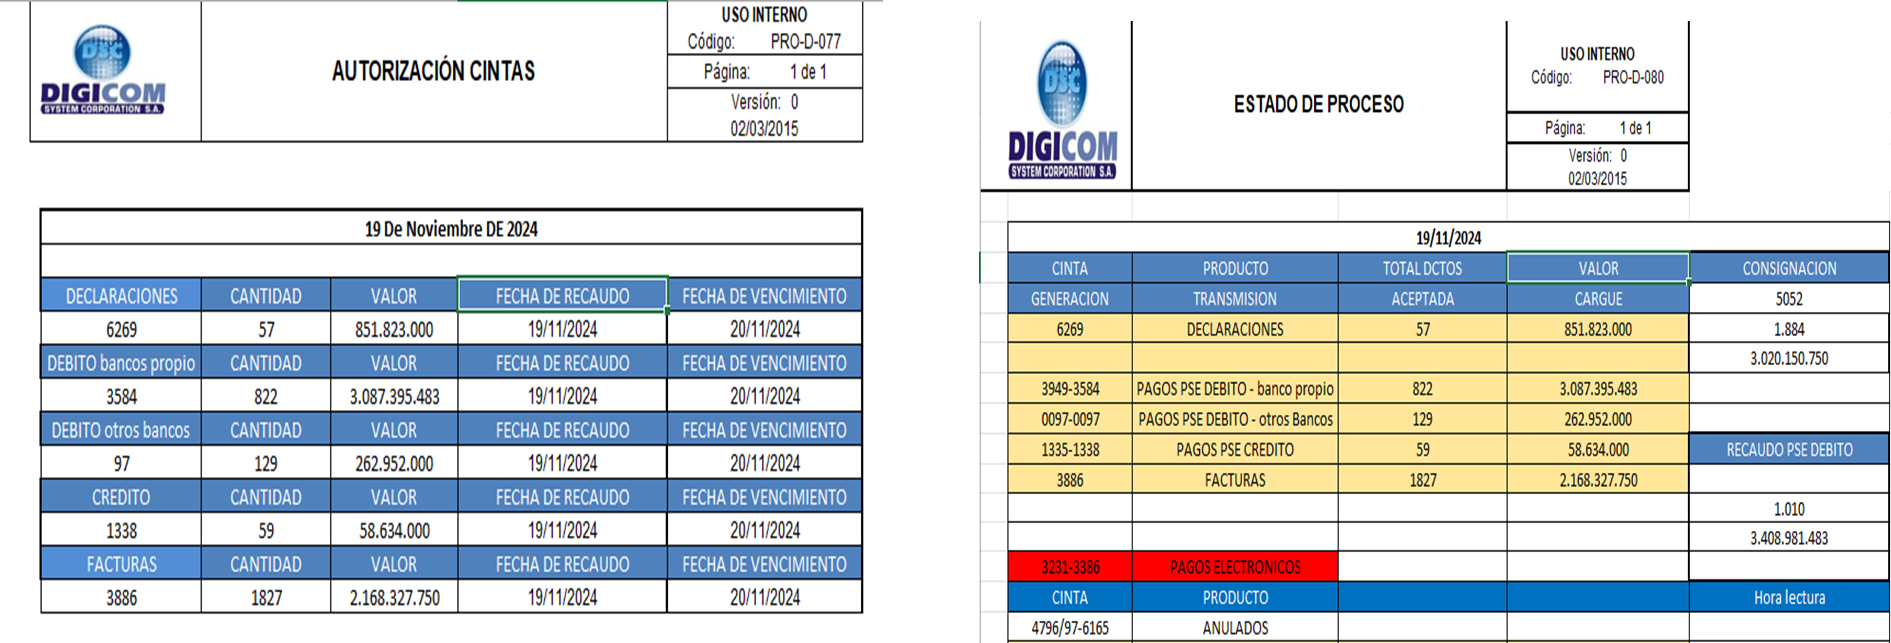 DSC
DIGICOM
SYSTEM CORPORATION S.A.
AUTORIZACIÓN CINTAS
USO INTERNO
Código: PRO-D-077
Página: 1 de 1
Versión: 0
02/03/2015
19 De Noviembre DE 2024
DECLARACIONES CANTIDAD VALOR FECHA DE RECAUDO FECHA DE VENCIMIENTO
6269 57 851.823.000 19/11/2024 20/11/2024
DEBITO bancos propio CANTIDAD VALOR FECHA DE RECAUDO FECHA DE VENCIMIENTO
3584 822 3.087.395.483 19/11/2024 20/11/2024
DEBITO otros bancos CANTIDAD VALOR FECHA DE RECAUDO FECHA DE VENCIMIENTO
97 129 262.952.000 19/11/2024 20/11/2024
CREDITO CANTIDAD VALOR FECHA DE RECAUDO FECHA DE VENCIMIENTO
1338 59 58.634.000 19/11/2024 20/11/2024
FACTURAS CANTIDAD VALOR FECHA DE RECAUDO FECHA DE VENCIMIENTO
3886 1827 2.168.327.750 19/11/2024 20/11/2024
DSC
DIGICOM
SYSTEM CORPORATION S.A.
ESTADO DE PROCESO
USO INTERNO
Código: PRO-D-080
Página: 1 de 1
Versión: 0
02/03/2015
19/11/2024
CINTA PRODUCTO TOTAL DCTOS VALOR CONSIGNACION
GENERACION TRANSMISION ACEPTADA CARGUE 5052
6269 DECLARACIONES 57 851.823.000 1.884
3.020.150.750
3949-3584 PAGOS PSE DEBITO - banco propio 822 3.087.395.483
0097-0097 PAGOS PSE DEBITO - otros Bancos 129 262.952.000
1335-1338 PAGOS PSE CREDITO 59 58.634.000 RECAUDO PSE DEBITO
3886 FACTURAS 1827 2.168.327.750
1.010
3.408.981.483
3231-3386 PAGOS ELECTRONICOS
CINTA PRODUCTO Hora lectura
4796/97-6165 ANULADOS